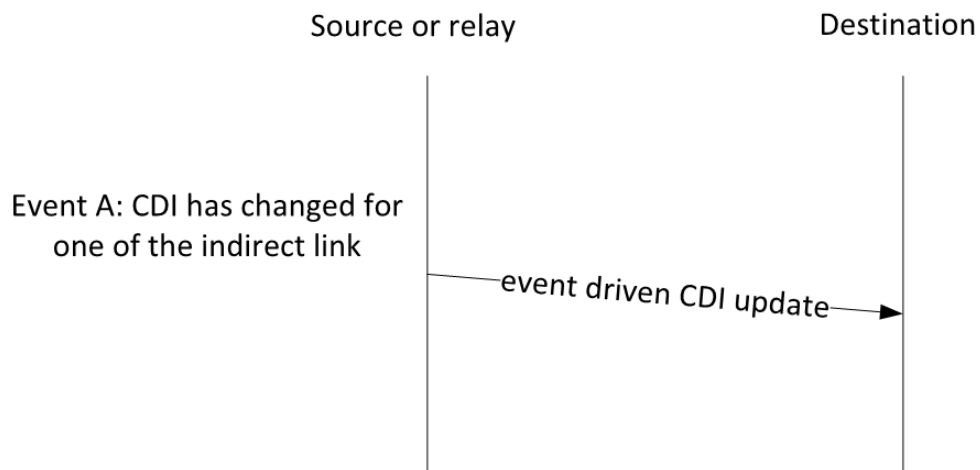 Source or relay
Destination
Event A: CDI has changed for
one of the indirect link
event driven CDI update